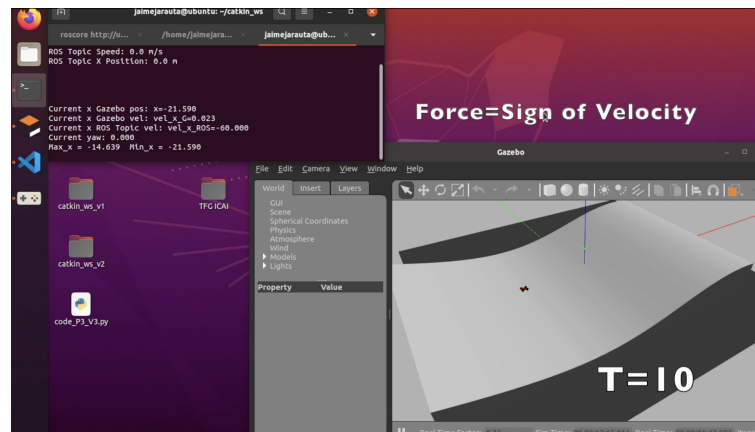 jaimejarauta@ubuntu: ~/catkin_ws
roscore http://u...
/home/jaimejara...
jaimejarauta@ub...
ROS Topic Speed: 0.0 m/s
ROS Topic X Position: 0.0 m
Current x Gazebo pos: x=-21.590
Current x Gazebo vel: vel_x_G=0.023
Current x ROS Topic vel: vel_x_ROS=-60.000
Current yaw: 0.000
Max_x = -14.639 Min_x = -21.590
Force=Sign of Velocity
Gazebo
File Edit Camera View Window Help
World Insert Layers
GUI
Scene
Spherical Coordinates
Physics
Atmosphere
Wind
Models
Lights
Property Value
catkin_ws_v1
TFG ICAI
catkin_ws_v2
code_P3_V3.py
T=10